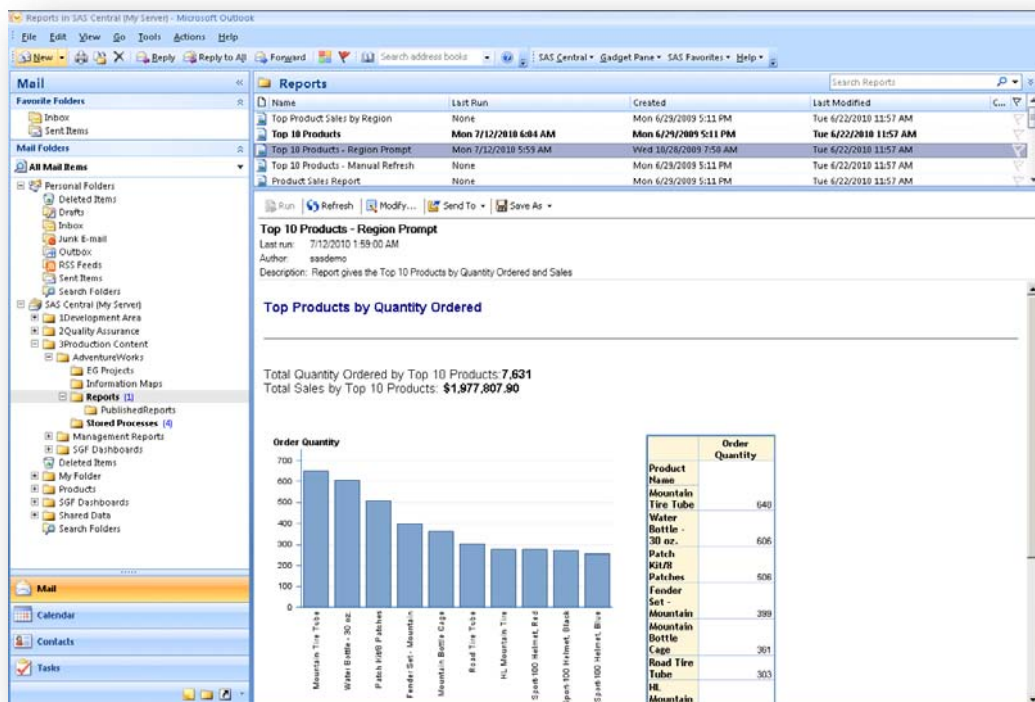 Reports in SAS Central (My Server) - Microsoft Outlook
File Edit View Go Tools Actions Help
New Reply Reply to All Forward Search address books SAS Central Gadget Pane SAS Favorites Help
Mail
Favorite Folders
Inbox
Sent Items
Mail Folders
All Mail Items
Personal Folders
Deleted Items
Drafts
Inbox
Junk E-mail
Outbox
RSS Feeds
Sent Items
Search Folders
SAS Central (My Server)
1Development Area
2Quality Assurance
3Production Content
AdventureWorks
EG Projects
Information Maps
Reports (1)
PublishedReports
Stored Processes (4)
Management Reports
SGF Dashboards
Deleted Items
My Folder
Products
SGF Dashboards
Shared Data
Search Folders
Mail
Calendar
Contacts
Tasks
Reports Search Reports
Name Last Run Created Last Modified C...
Top Product Sales by Region None Mon 6/29/2009 5:11 PM Tue 6/22/2010 11:57 AM
Top 10 Products Mon 7/12/2010 6:04 AM Mon 6/29/2009 5:11 PM Tue 6/22/2010 11:57 AM
Top 10 Products - Region Prompt Mon 7/12/2010 5:59 AM Wed 10/28/2009 7:50 AM Tue 6/22/2010 11:57 AM
Top 10 Products - Manual Refresh None Mon 6/29/2009 5:11 PM Tue 6/22/2010 11:57 AM
Product Sales Report None Mon 6/29/2009 5:11 PM Tue 6/22/2010 11:57 AM
Run Refresh Modify... Send To Save As
Top 10 Products - Region Prompt
Last run: 7/12/2010 1:59:00 AM
Author: sasdemo
Description: Report gives the Top 10 Products by Quantity Ordered and Sales
Top Products by Quantity Ordered
Total Quantity Ordered by Top 10 Products:7,631
Total Sales by Top 10 Products: $1,977,807.90
Order Quantity
700
600
500
400
300
200
100
0
Mountain Tire Tube
Water Bottle - 30 oz.
Patch Kit/8 Patches
Fender Set - Mountain
Mountain Bottle Cage
Road Tire Tube
HL Mountain Tire
Sport-100 Helmet, Red
Sport-100 Helmet, Black
Sport-100 Helmet, Blue
Order
Quantity
Product
Name
Mountain
Tire Tube
Water
Bottle -
30 oz. 606
Patch
Kit/8
Patches 506
Fender
Set -
Mountain 399
Mountain
Bottle
Cage 361
Road Tire
Tube 303
HL
Mountain